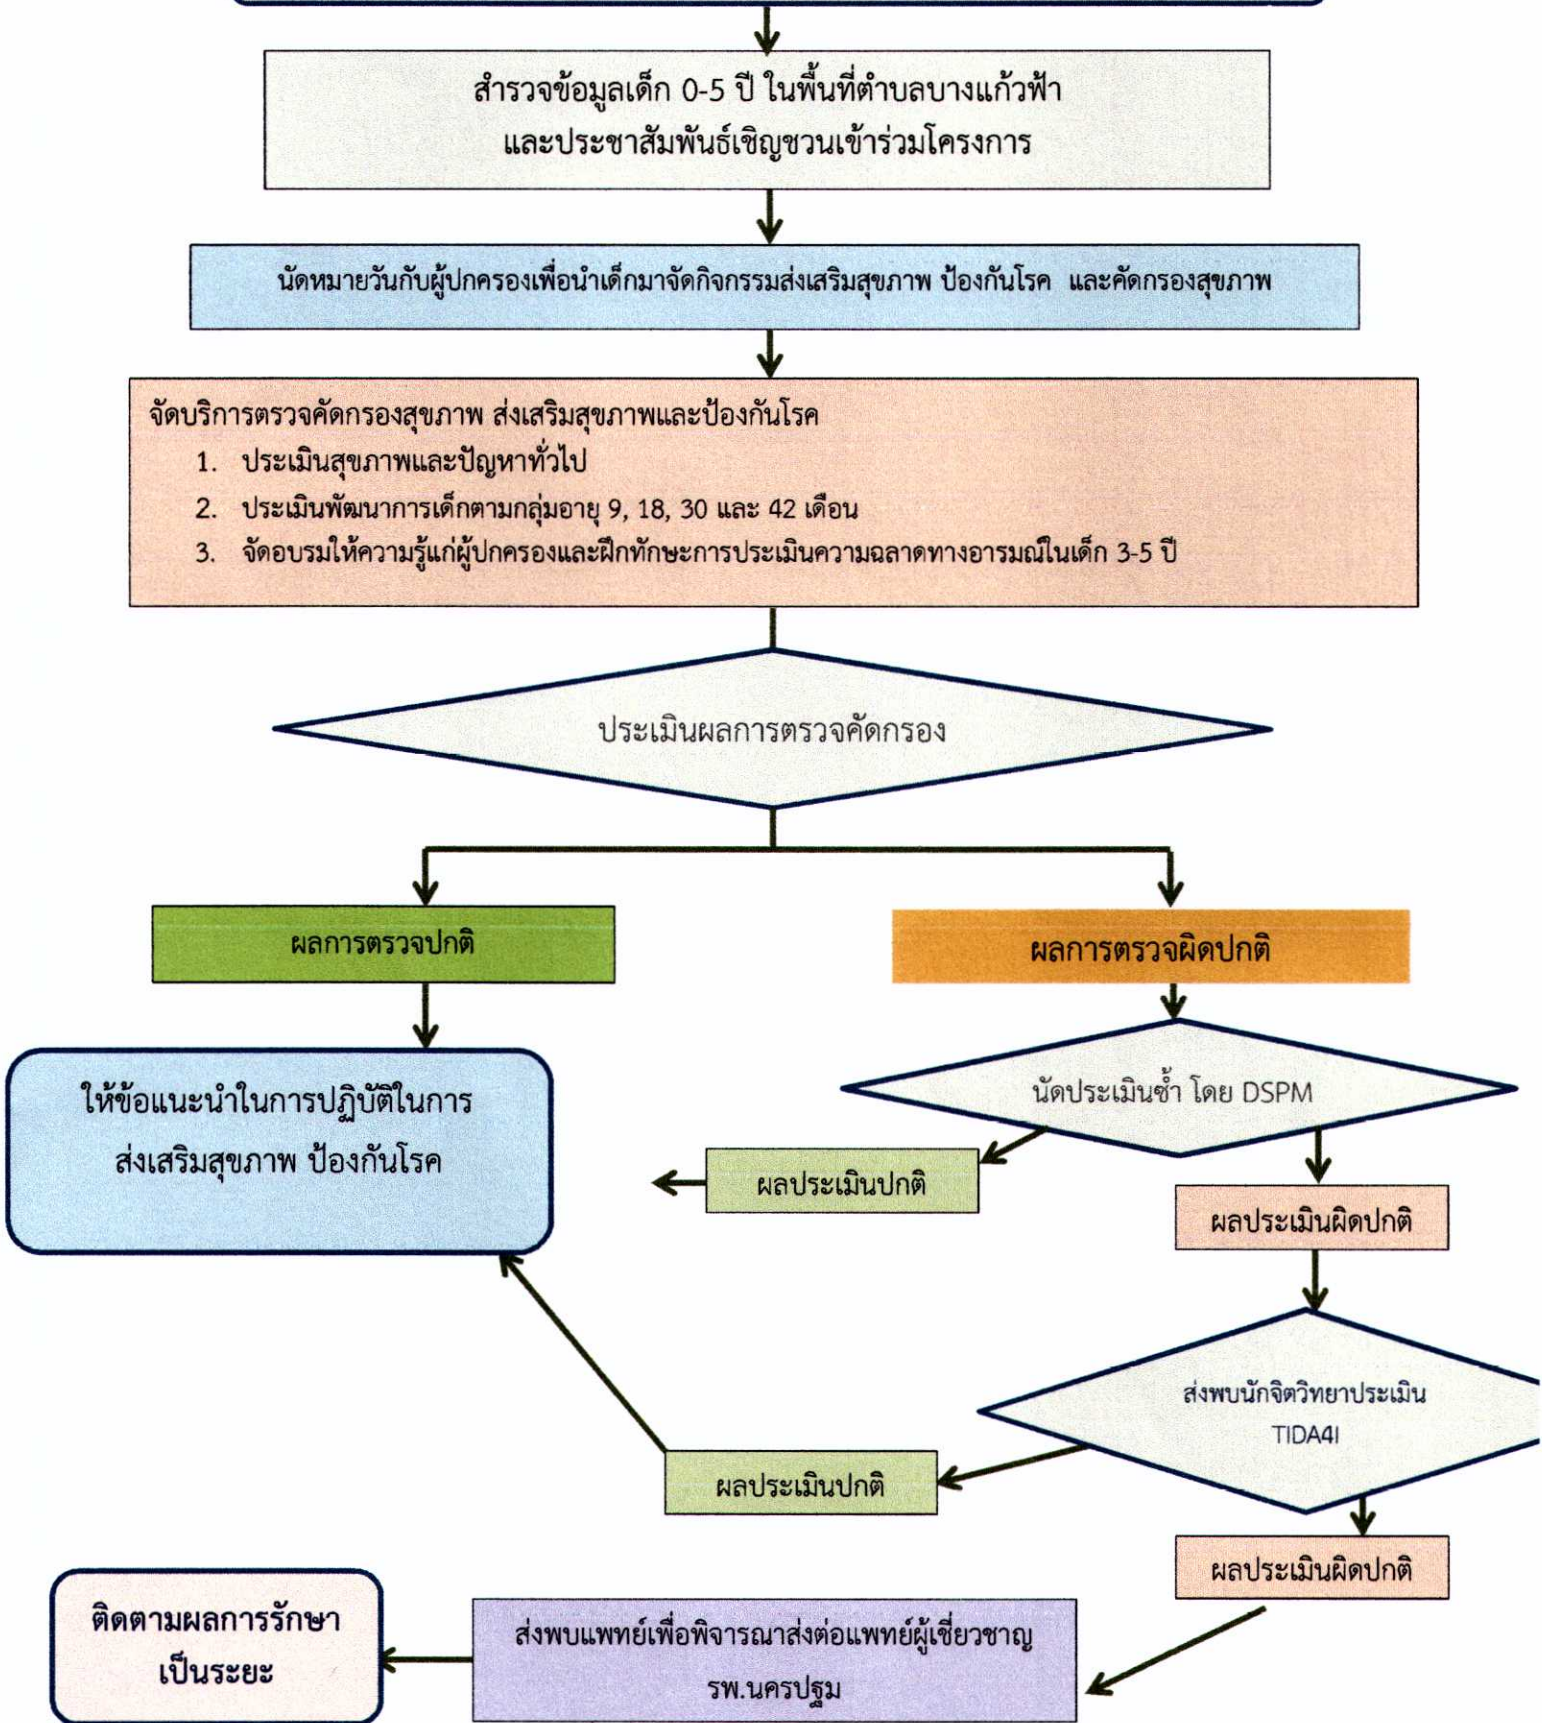 สำรวจข้อมูลเด็ก 0-5 ปี ในพื้นที่ตำบลบางแก้วฟ้า
และประชาสัมพันธ์เชิญชวนเข้าร่วมโครงการ
นัดหมายวันกับผู้ปกครองเพื่อนำเด็กมาจัดกิจกรรมส่งเสริมสุขภาพ ป้องกันโรค และคัดกรองสุขภาพ
จัดบริการตรวจคัดกรองสุขภาพ ส่งเสริมสุขภาพและป้องกันโรค
1. ประเมินสุขภาพและปัญหาทั่วไป
2. ประเมินพัฒนาการเด็กตามกลุ่มอายุ 9, 18, 30 และ 42 เดือน
3. จัดอบรมให้ความรู้แก่ผู้ปกครองและฝึกทักษะการประเมินความฉลาดทางอารมณ์ในเด็ก 3-5 ปี
ประเมินผลการตรวจคัดกรอง
ผลการตรวจปกติ
ผลการตรวจผิดปกติ
ให้ข้อแนะนำในการปฏิบัติในการ
ส่งเสริมสุขภาพ ป้องกันโรค
นัดประเมินซ้ำ โดย DSPM
ผลประเมินปกติ
ผลประเมินผิดปกติ
ส่งพบนักจิตวิทยาประเมิน
TIDA4I
ผลประเมินปกติ
ผลประเมินผิดปกติ
ส่งพบแพทย์เพื่อพิจารณาส่งต่อแพทย์ผู้เชี่ยวชาญ
รพ.นครปฐม
ติดตามผลการรักษา
เป็นระยะ